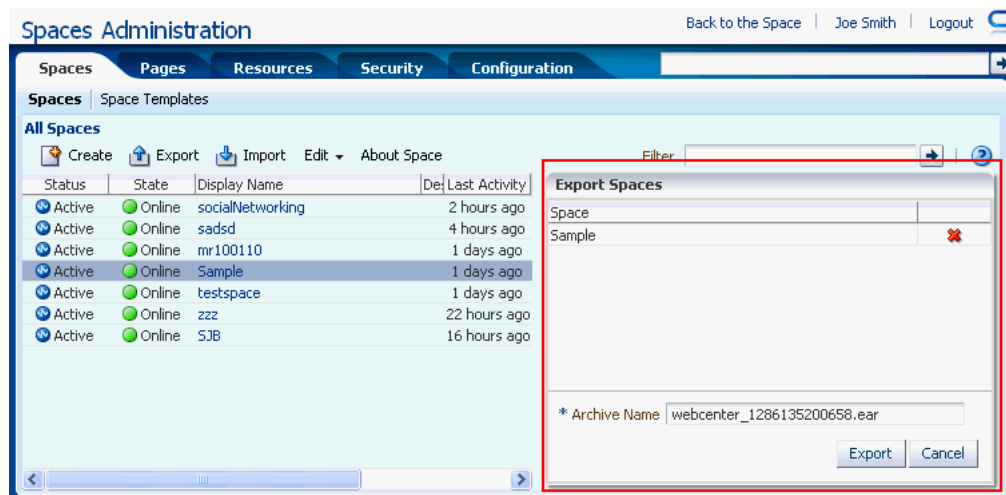 Spaces Administration
Back to the Space | Joe Smith | Logout
Spaces Pages Resources Security Configuration
Spaces | Space Templates
All Spaces
Create Export Import Edit About Space Filter
Status State Display Name De Last Activity
Active Online socialNetworking 2 hours ago
Active Online sadsd 4 hours ago
Active Online mr100110 1 days ago
Active Online Sample 1 days ago
Active Online testspace 1 days ago
Active Online zzz 22 hours ago
Active Online SJB 16 hours ago
Export Spaces
Space
Sample
* Archive Name webcenter_1286135200658.ear
Export Cancel